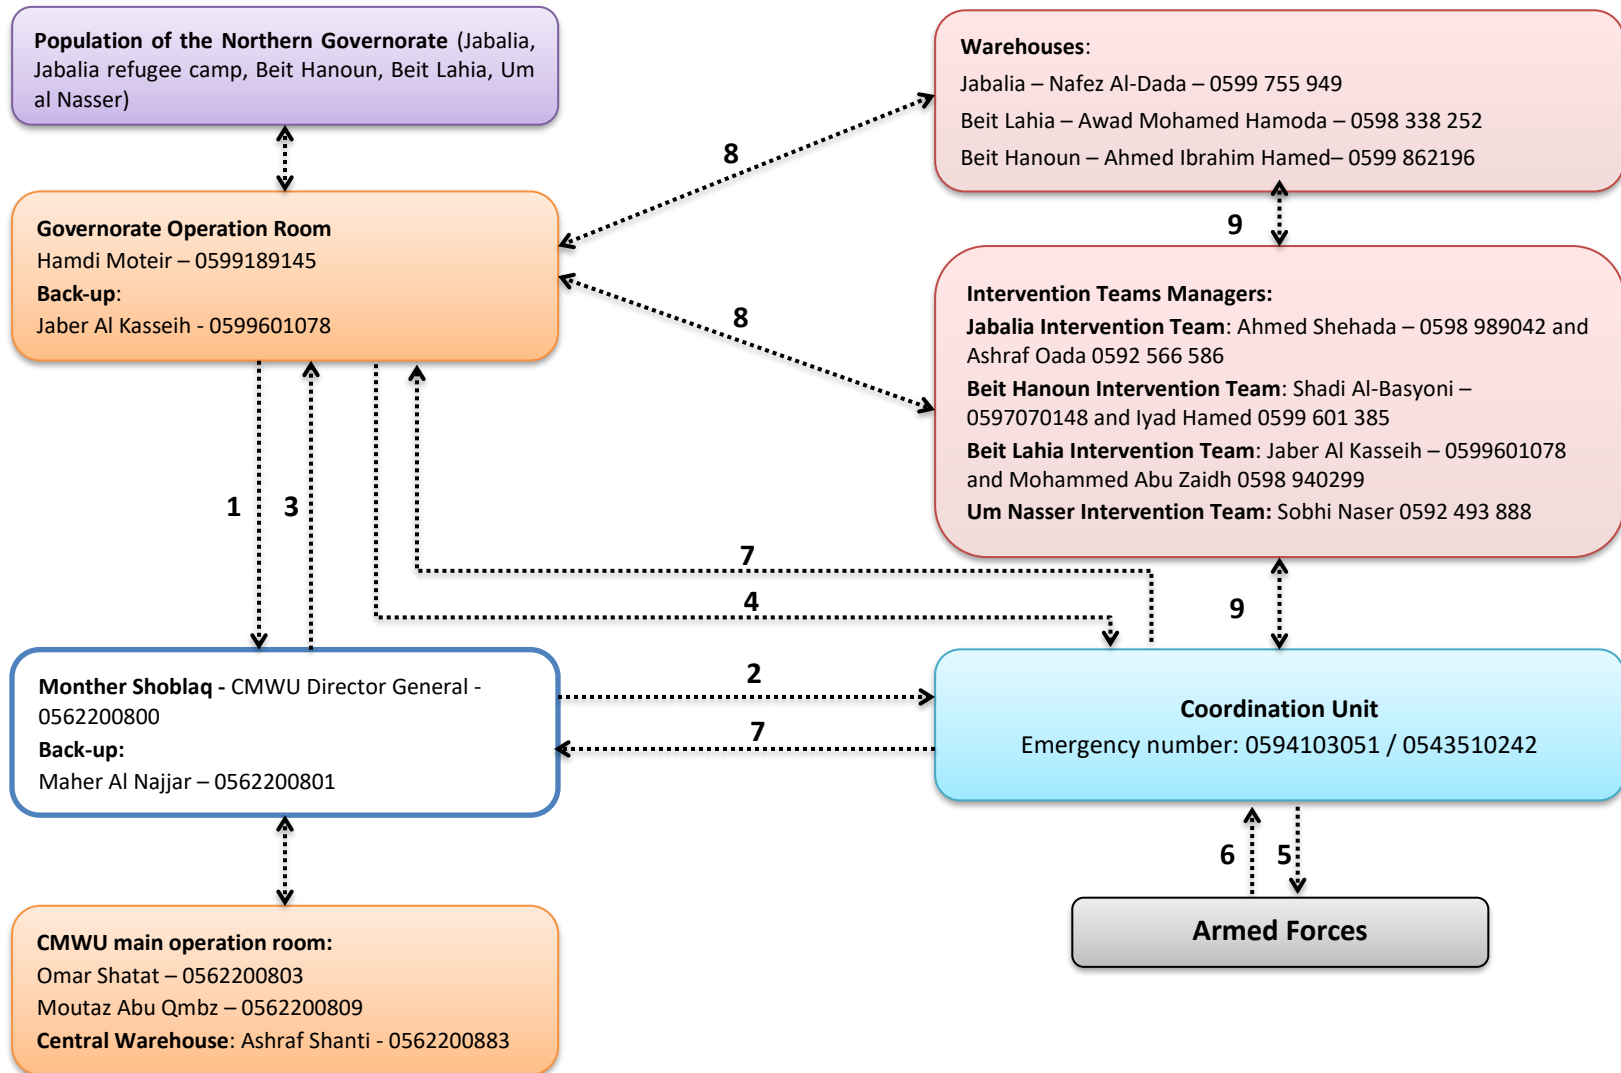 Population of the Northern Governorate (Jabalia,
Jabalia refugee camp, Beit Hanoun, Beit Lahia, Um
al Nasser)
Warehouses:
Jabalia – Nafez Al-Dada – 0599 755 949
Beit Lahia – Awad Mohamed Hamoda – 0598 338 252
Beit Hanoun – Ahmed Ibrahim Hamed– 0599 862196
8
Governorate Operation Room
Hamdi Moteir – 0599189145
Back-up:
Jaber Al Kasseih - 0599601078
9
8
Intervention Teams Managers:
Jabalia Intervention Team: Ahmed Shehada – 0598 989042 and
Ashraf Oada 0592 566 586
Beit Hanoun Intervention Team: Shadi Al-Basyoni –
0597070148 and Iyad Hamed 0599 601 385
Beit Lahia Intervention Team: Jaber Al Kasseih – 0599601078
and Mohammed Abu Zaidh 0598 940299
Um Nasser Intervention Team: Sobhi Naser 0592 493 888
1
3
7
4
9
Monther Shoblaq - CMWU Director General -
0562200800
Back-up:
Maher Al Najjar – 0562200801
2
7
Coordination Unit
Emergency number: 0594103051 / 0543510242
6
5
Armed Forces
CMWU main operation room:
Omar Shatat – 0562200803
Moutaz Abu Qmbz – 0562200809
Central Warehouse: Ashraf Shanti - 0562200883